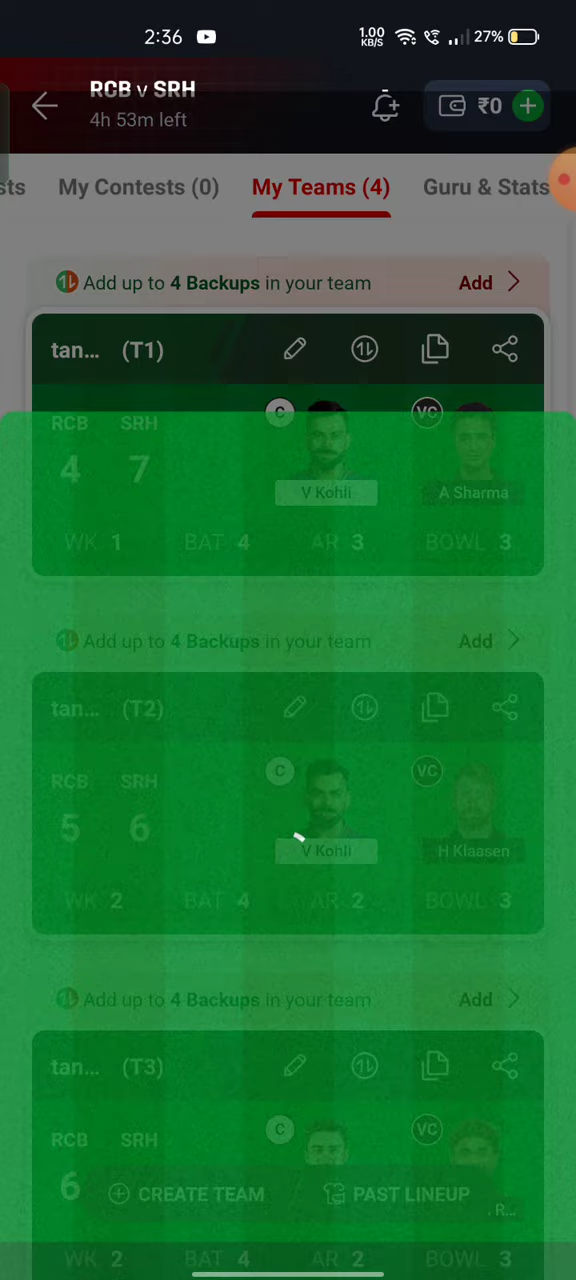 2:36 1.00 KB/S 27%
RCB v SRH
4h 53m left
₹0
sts My Contests (0) My Teams (4) Guru & Stats
Add up to 4 Backups in your team Add
tan... (T1)
RCB SRH C VC
4 7
V Kohli A Sharma
WK 1 BAT 4 AR 3 BOWL 3
Add up to 4 Backups in your team Add
tan... (T2)
RCB SRH C VC
5 6
V Kohli H Klaasen
WK 2 BAT 4 AR 2 BOWL 3
Add up to 4 Backups in your team Add
tan... (T3)
RCB SRH C VC
6
CREATE TEAM PAST LINEUP
. R...
WK 2 BAT 4 AR 2 BOWL 3